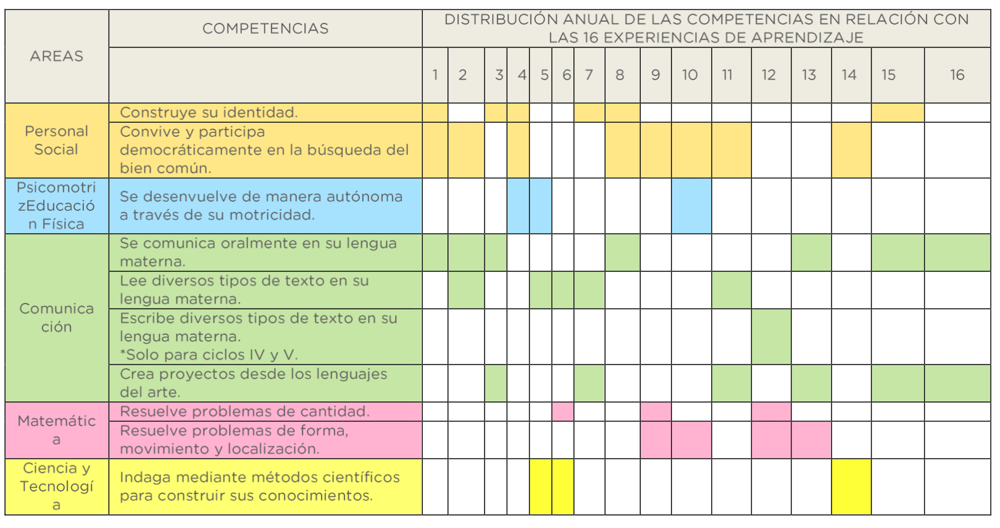 AREAS
COMPETENCIAS
DISTRIBUCIÓN ANUAL DE LAS COMPETENCIAS EN RELACIÓN CON
LAS 16 EXPERIENCIAS DE APRENDIZAJE
1 2 3 4 5 6 7 8 9 10 11 12 13 14 15 16
Personal
Social
Construye su identidad.
Convive y participa
democráticamente en la búsqueda del
bien común.
Psicomotri
zEducació
n Física
Se desenvuelve de manera autónoma
a través de su motricidad.
Comunica
ción
Se comunica oralmente en su lengua
materna.
Lee diversos tipos de texto en su
lengua materna.
Escribe diversos tipos de texto en su
lengua materna.
*Solo para ciclos IV y V.
Crea proyectos desde los lenguajes
del arte.
Matemátic
a
Resuelve problemas de cantidad.
Resuelve problemas de forma,
movimiento y localización.
Ciencia y
Tecnologí
a
Indaga mediante métodos científicos
para construir sus conocimientos.